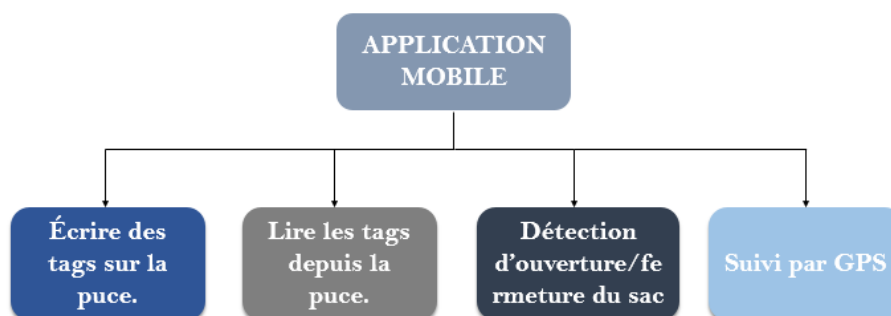 APPLICATION
MOBILE
Écrire des
tags sur la
puce.
Lire les tags
depuis la
puce.
Détection
d'ouverture/fe
rmeture du sac
Suivi par GPS